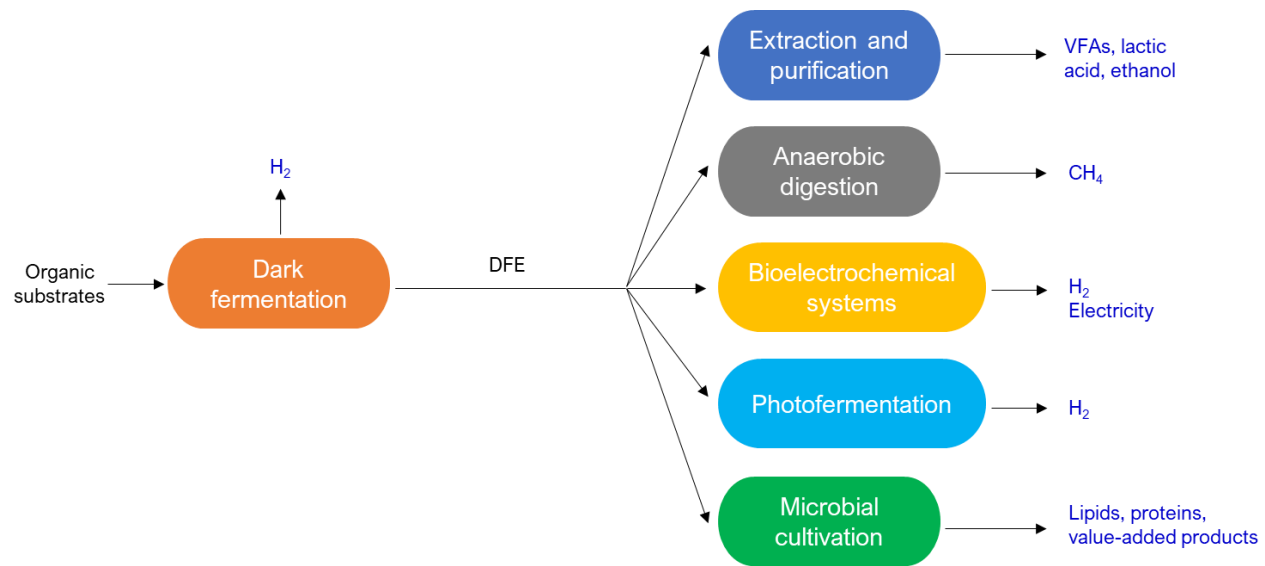 Organic
substrates
Dark
fermentation
H₂
DFE
Extraction and
purification
VFAs, lactic
acid, ethanol
Anaerobic
digestion
CH₄
Bioelectrochemical
systems
H₂
Electricity
Photofermentation
H₂
Microbial
cultivation
Lipids, proteins,
value-added products